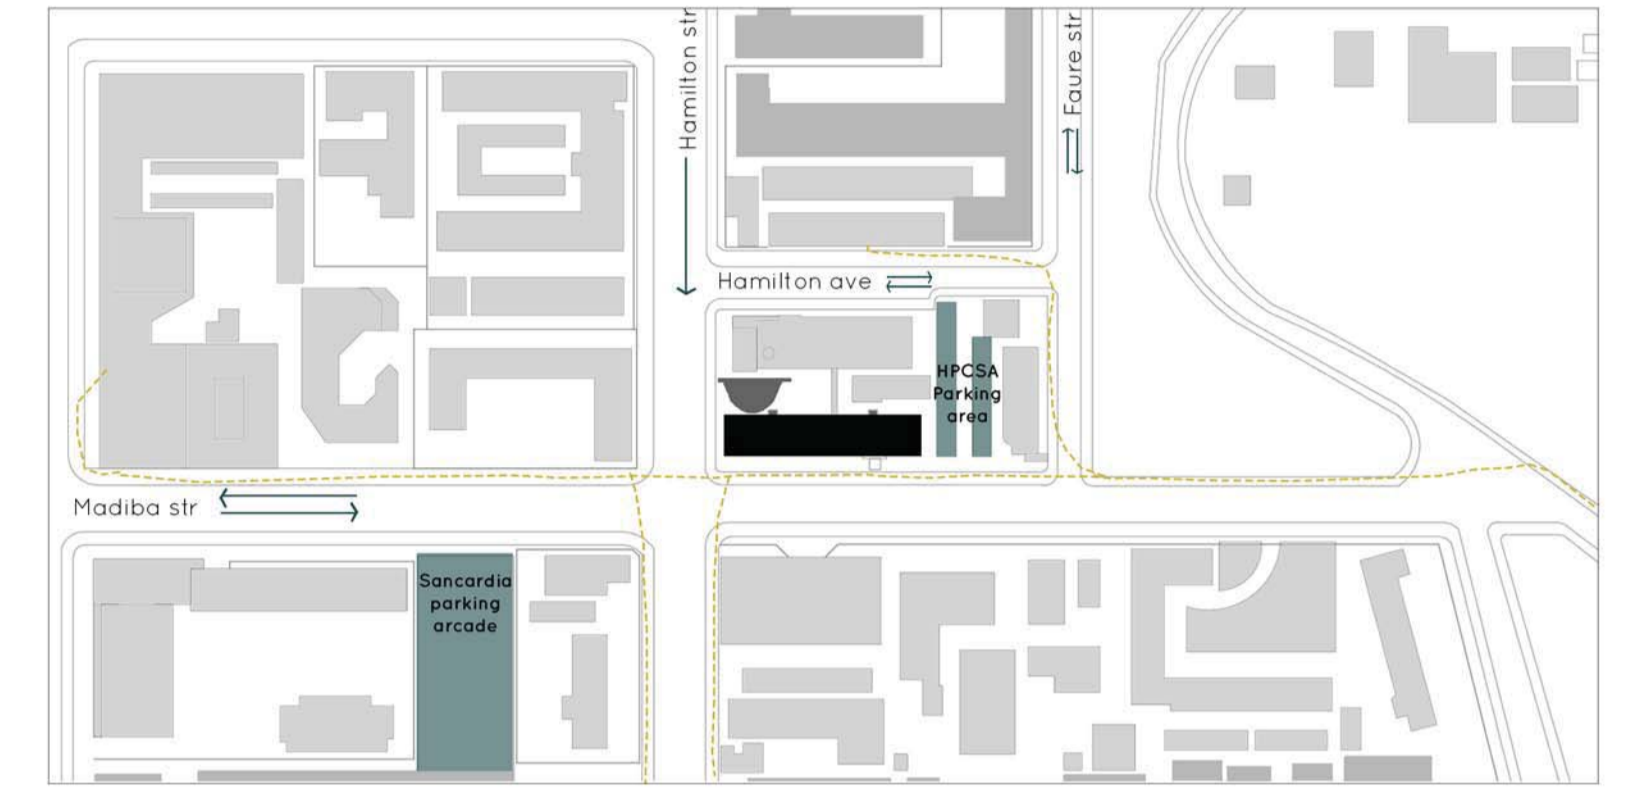 Hamilton str
Faure str
Hamilton ave
HPCSA
Parking
area
Madiba str
Sancardia
parking
arcade